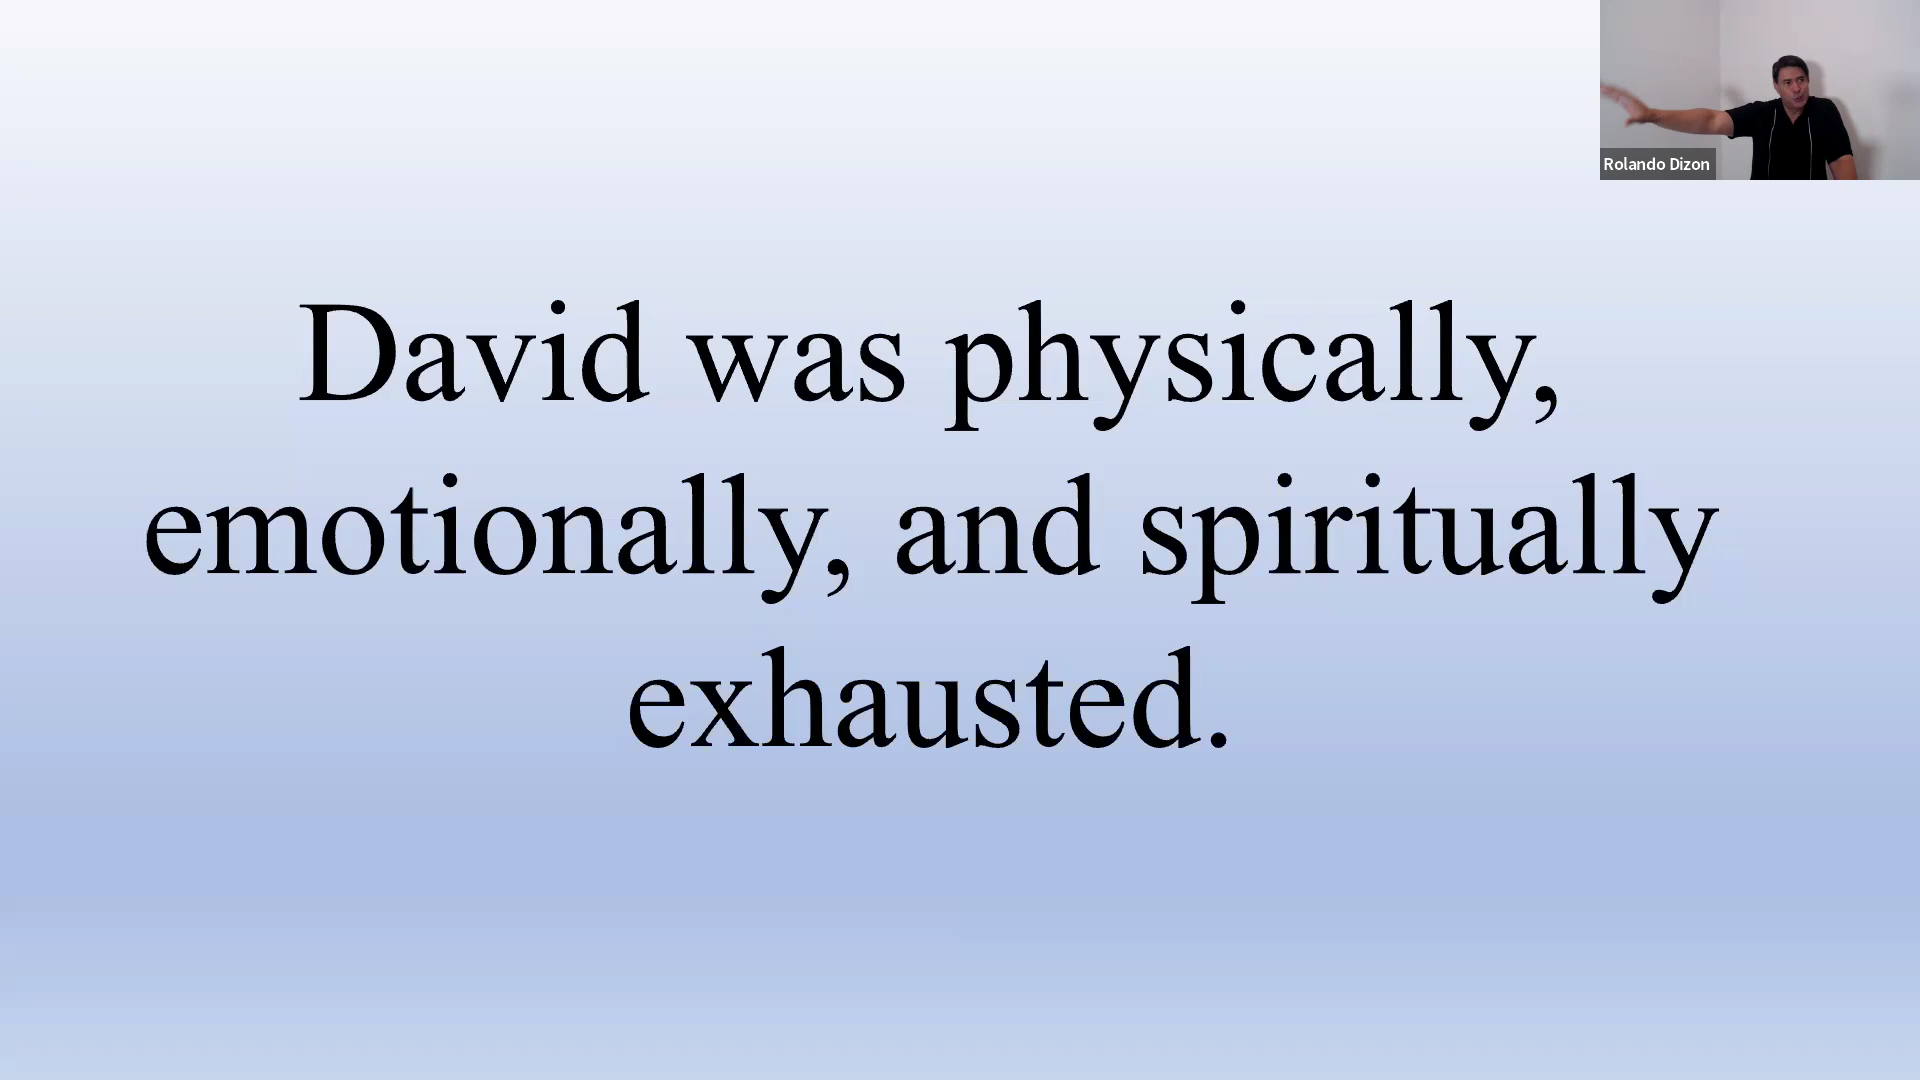 Rolando Dizon
David was physically,
emotionally, and spiritually
exhausted.